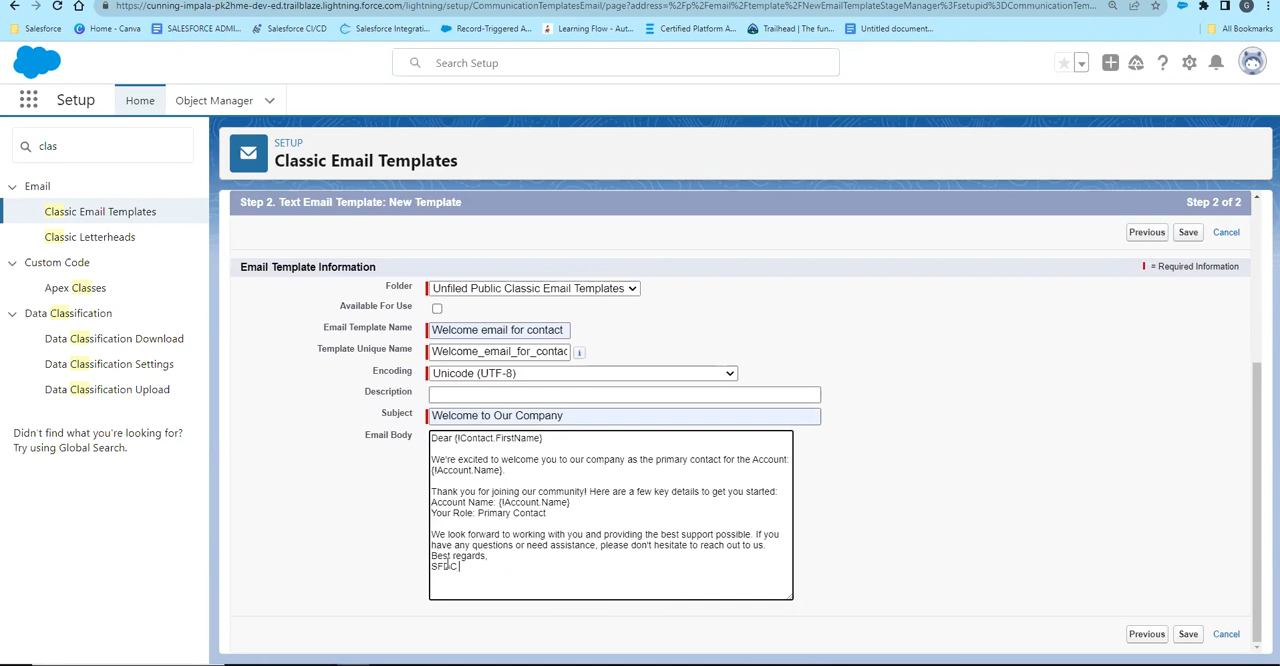 https://cunning-impala-pk2hme-dev-ed.trailblaze.lightning.force.com/lightning/setup/CommunicationTemplatesEmail/page?address=%2Fp%2Femail%2Ftemplate%2FNewEmailTemplateStageManager%3Fsetupid%3DCommunicationTem...
G
Salesforce
Home - Canva
SALESFORCE ADMI...
Salesforce CI/CD
Salesforce Integrati...
Record-Triggered A...
Learning Flow - Aut...
Certified Platform A...
Trailhead | The fun...
Untitled document...
All Bookmarks
Search Setup
Setup
Home
Object Manager
clas
Email
Classic Email Templates
Classic Letterheads
Custom Code
Apex Classes
Data Classification
Data Classification Download
Data Classification Settings
Data Classification Upload
Didn't find what you're looking for?
Try using Global Search.
SETUP
Classic Email Templates
Step 2. Text Email Template: New Template
Step 2 of 2
Previous
Save
Cancel
Email Template Information
= Required Information
Folder
Unfiled Public Classic Email Templates
Available For Use
Email Template Name
Welcome email for contact
Template Unique Name
Welcome_email_for_contac
Encoding
Unicode (UTF-8)
Description
Subject
Welcome to Our Company
Email Body
Dear {!Contact.FirstName}
We're excited to welcome you to our company as the primary contact for the Account:
{!Account.Name}.
Thank you for joining our community! Here are a few key details to get you started:
Account Name: {!Account.Name}
Your Role: Primary Contact
We look forward to working with you and providing the best support possible. If you
have any questions or need assistance, please don't hesitate to reach out to us.
Best regards,
Previous
Save
Cancel